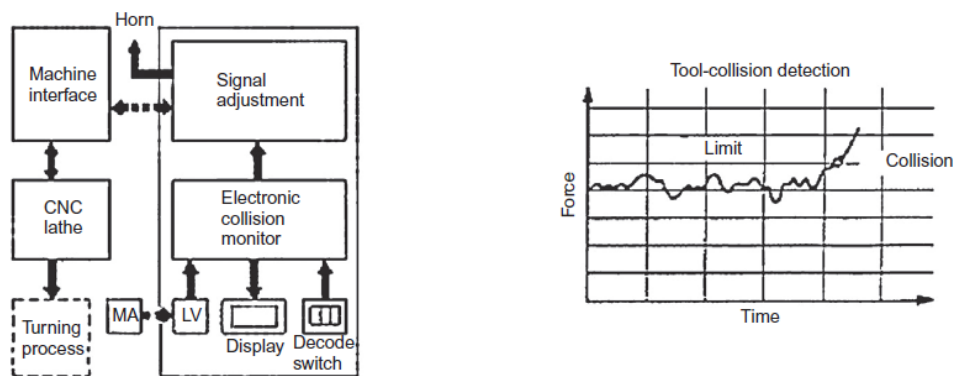 Horn
Machine
interface
Signal
adjustment
CNC
lathe
Electronic
collision
monitor
Turning
process
MA
LV
Display
Decode
switch
Tool-collision detection
Limit
Collision
Force
Time